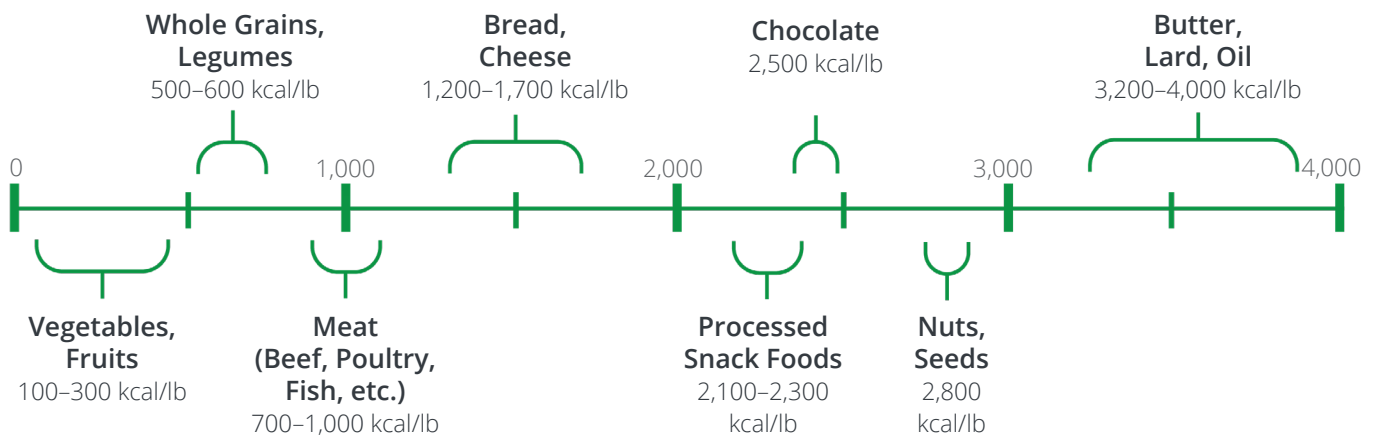 Whole Grains,
Legumes
500–600 kcal/lb
Bread,
Cheese
1,200–1,700 kcal/lb
Chocolate
2,500 kcal/lb
Butter,
Lard, Oil
3,200–4,000 kcal/lb
0
1,000
2,000
3,000
4,000
Vegetables,
Fruits
100–300 kcal/lb
Meat
(Beef, Poultry,
Fish, etc.)
700–1,000 kcal/lb
Processed
Snack Foods
2,100–2,300
kcal/lb
Nuts,
Seeds
2,800
kcal/lb